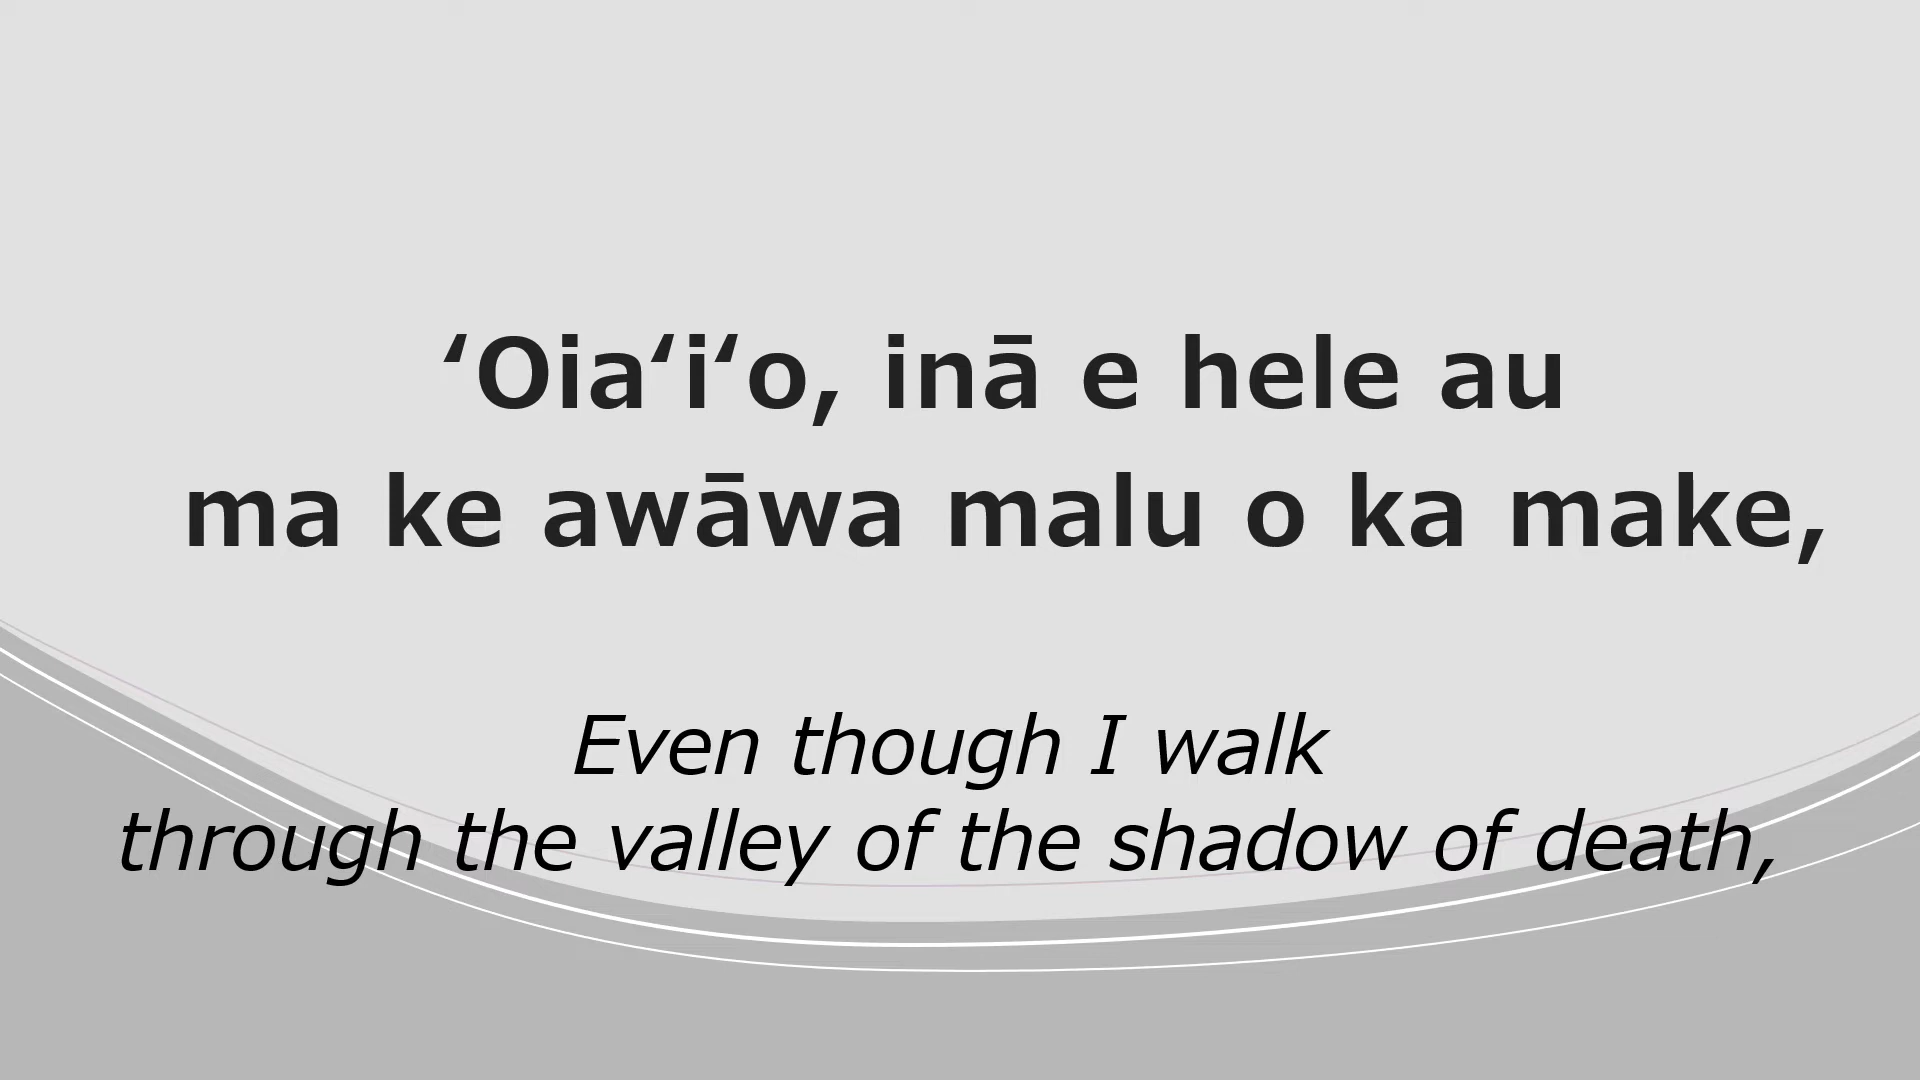 ʻOiaʻiʻo, inā e hele au
ma ke awāwa malu o ka make,
Even though I walk
through the valley of the shadow of death,